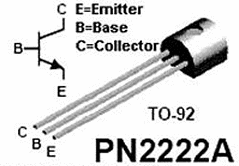 C
E=Emitter
B
B=Base
C=Collector
E
TO-92
C
B
E
PN2222A